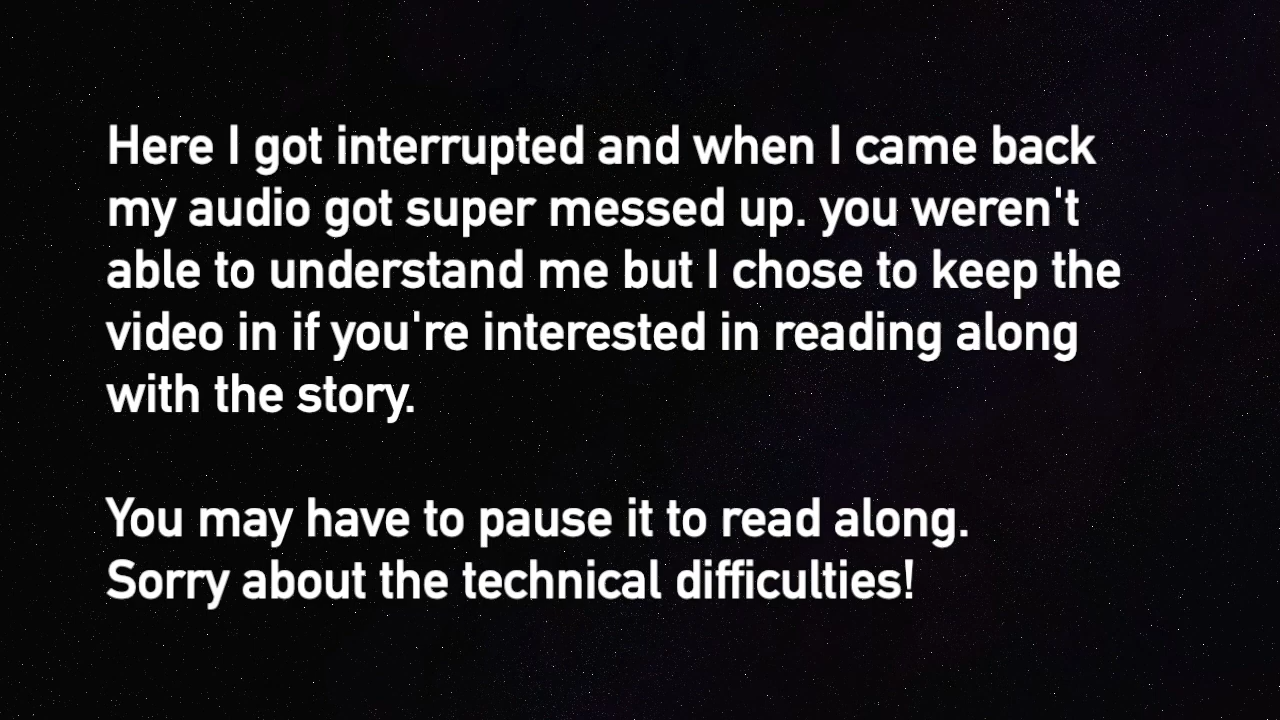 Here I got interrupted and when I came back
my audio got super messed up. you weren't
able to understand me but I chose to keep the
video in if you're interested in reading along
with the story.
You may have to pause it to read along.
Sorry about the technical difficulties!